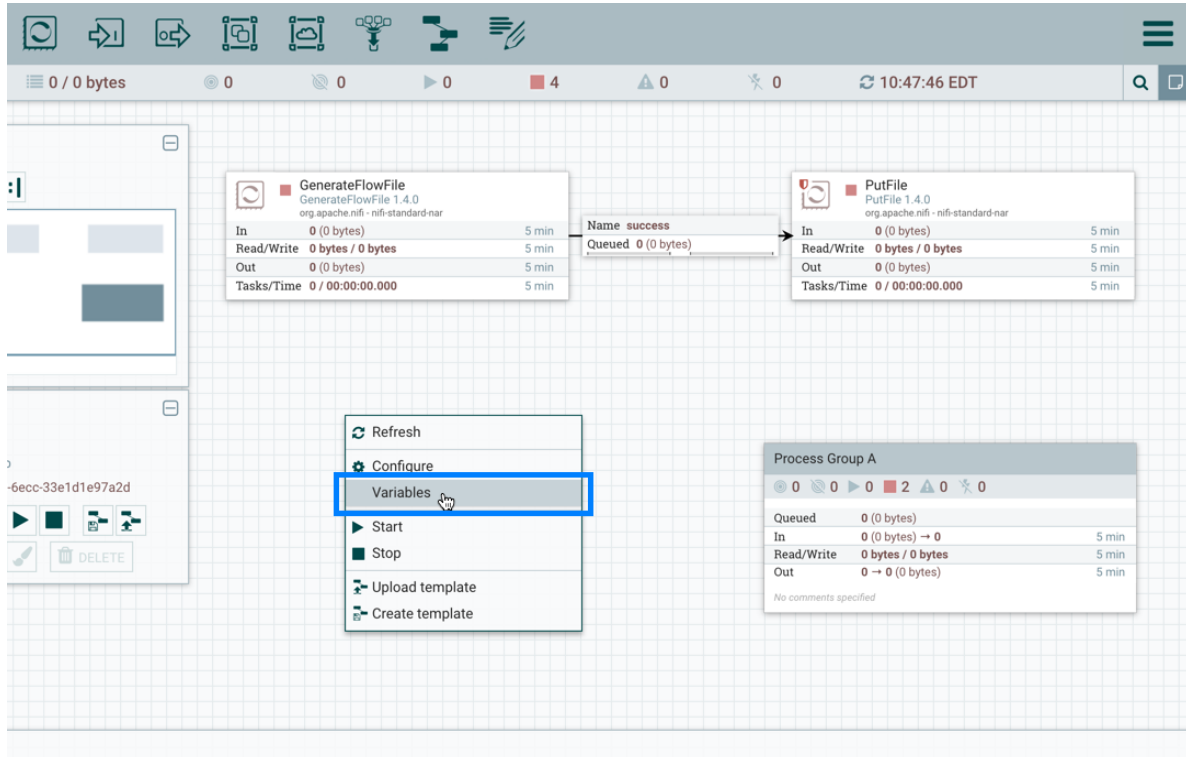 0 / 0 bytes 0 0 0 4 0 0 10:47:46 EDT
GenerateFlowFile
GenerateFlowFile 1.4.0
org.apache.nifi - nifi-standard-nar
In 0 (0 bytes) 5 min
Read/Write 0 bytes / 0 bytes 5 min
Out 0 (0 bytes) 5 min
Tasks/Time 0 / 00:00:00.000 5 min
Name success
Queued 0 (0 bytes)
PutFile
PutFile 1.4.0
org.apache.nifi - nifi-standard-nar
In 0 (0 bytes) 5 min
Read/Write 0 bytes / 0 bytes 5 min
Out 0 (0 bytes) 5 min
Tasks/Time 0 / 00:00:00.000 5 min
-6ecc-33e1d1e97a2d
DELETE
Refresh
Configure
Variables
Start
Stop
Upload template
Create template
Process Group A
0 0 0 2 0 0
Queued 0 (0 bytes)
In 0 (0 bytes) → 0 5 min
Read/Write 0 bytes / 0 bytes 5 min
Out 0 → 0 (0 bytes) 5 min
No comments specified